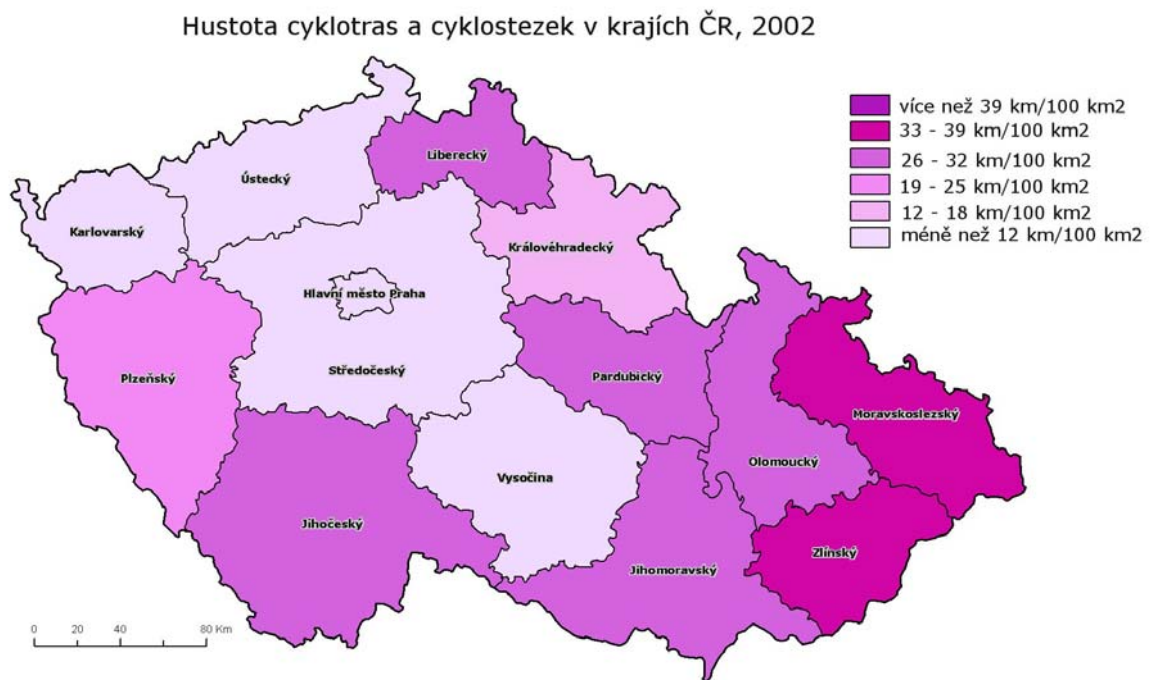 Hustota cyklotras a cyklostezek v krajích ČR, 2002
více než 39 km/100 km2
33 - 39 km/100 km2
26 - 32 km/100 km2
19 - 25 km/100 km2
12 - 18 km/100 km2
méně než 12 km/100 km2
Liberecký
Ústecký
Karlovarský
Královéhradecký
Hlavní město Praha
Středočeský
Plzeňský
Pardubický
Moravskoslezský
Olomoucký
Vysočina
Jihočeský
Zlínský
Jihomoravský
0 20 40 80 Km